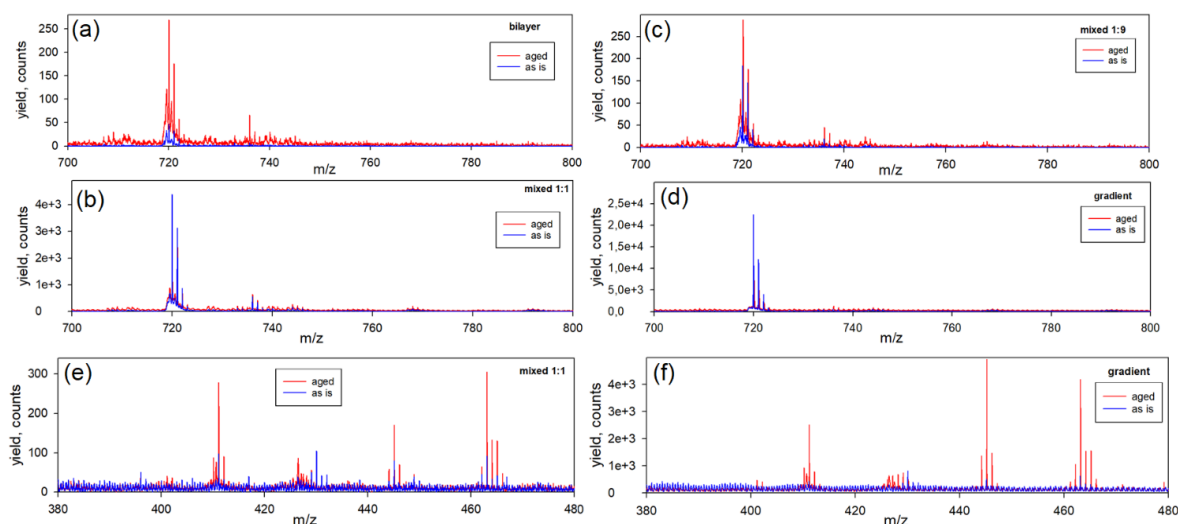 (a)
bilayer
yield, counts
250
200
150
100
50
0
aged
as is
700 720 740 760 780 800
m/z
(c)
mixed 1:9
yield, counts
250
200
150
100
50
0
aged
as is
700 720 740 760 780 800
m/z
(b)
mixed 1:1
yield, counts
4e+3
3e+3
2e+3
1e+3
0
aged
as is
700 720 740 760 780 800
m/z
(d)
gradient
yield, counts
2,5e+4
2,0e+4
1,5e+4
1,0e+4
5,0e+3
0,0
aged
as is
700 720 740 760 780 800
m/z
(e)
mixed 1:1
yield, counts
300
200
100
0
aged
as is
380 400 420 440 460 480
m/z
(f)
gradient
yield, counts
4e+3
3e+3
2e+3
1e+3
0
aged
as is
380 400 420 440 460 480
m/z